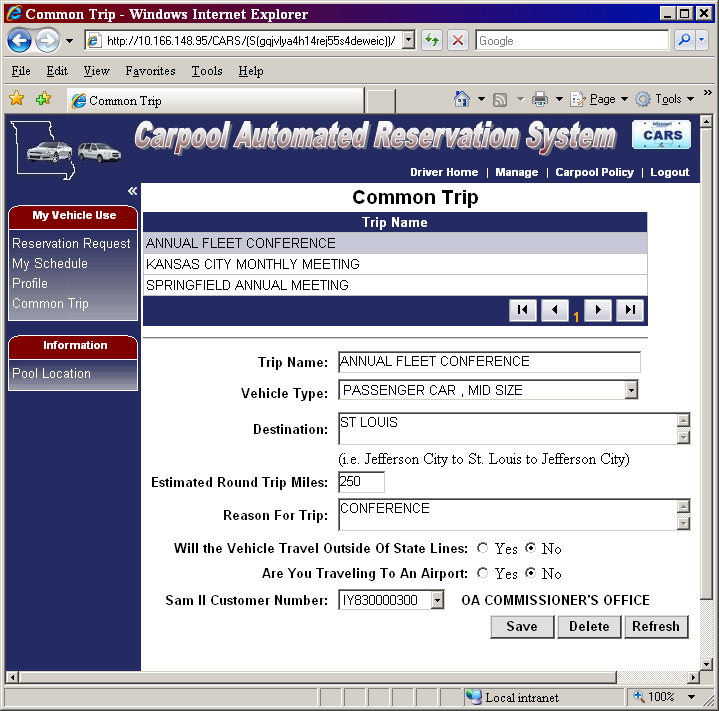 Common Trip - Windows Internet Explorer
http://10.166.148.95/CARS/(S(gqjvlya4h14rej55s4deweic))/
Google
File Edit View Favorites Tools Help
Common Trip
Page Tools »
Carpool Automated Reservation System
CARS
Driver Home | Manage | Carpool Policy | Logout
«
My Vehicle Use
Reservation Request
My Schedule
Profile
Common Trip
Information
Pool Location
Common Trip
Trip Name
ANNUAL FLEET CONFERENCE
KANSAS CITY MONTHLY MEETING
SPRINGFIELD ANNUAL MEETING
1
Trip Name: ANNUAL FLEET CONFERENCE
Vehicle Type: PASSENGER CAR , MID SIZE
Destination: ST LOUIS
(i.e. Jefferson City to St. Louis to Jefferson City)
Estimated Round Trip Miles: 250
Reason For Trip: CONFERENCE
Will the Vehicle Travel Outside Of State Lines: Yes No
Are You Traveling To An Airport: Yes No
Sam II Customer Number: IY830000300 OA COMMISSIONER'S OFFICE
Save Delete Refresh
Local intranet 100%